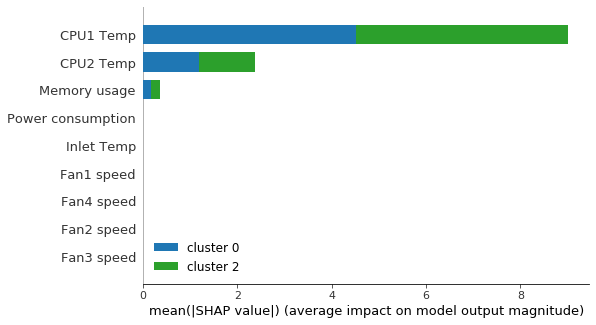 CPU1 Temp
CPU2 Temp
Memory usage
Power consumption
Inlet Temp
Fan1 speed
Fan4 speed
Fan2 speed
Fan3 speed
cluster 0
cluster 2
0 2 4 6 8
mean(|SHAP value|) (average impact on model output magnitude)